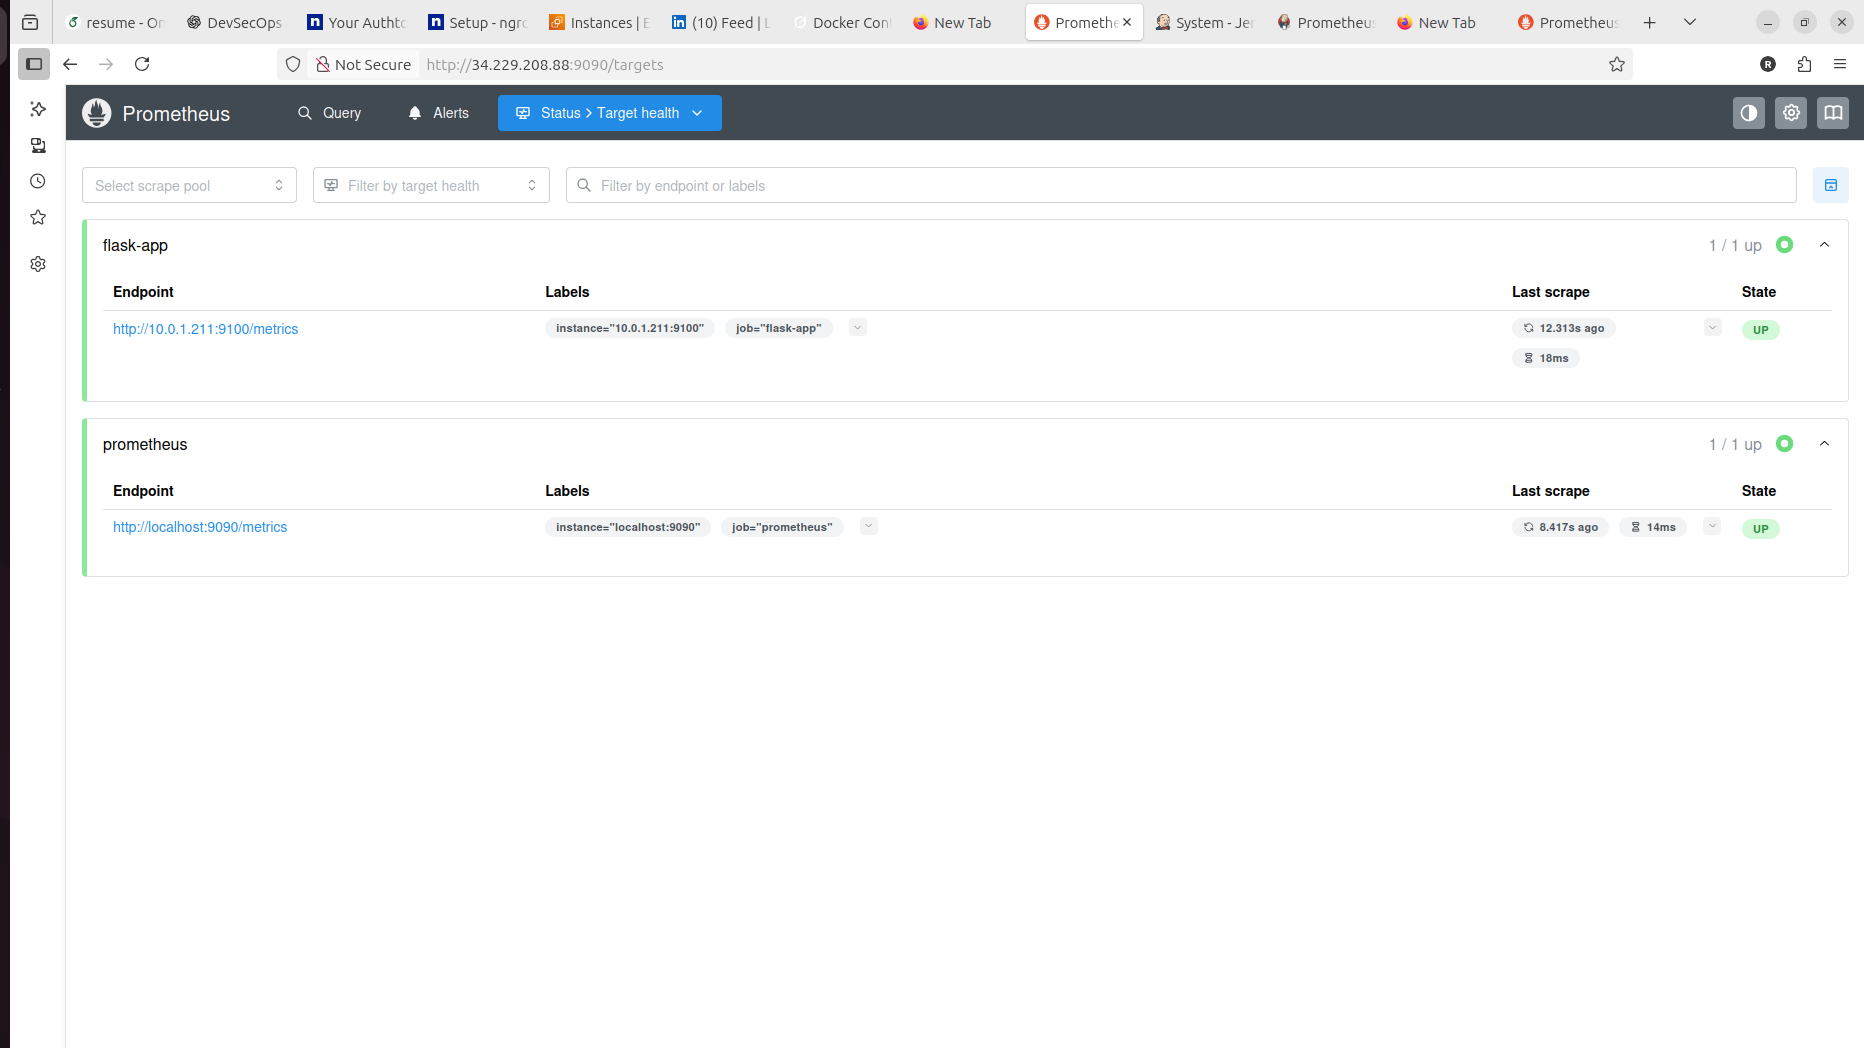 resume - On
DevSecOps
Your Authto
Setup - ngro
Instances | E
(10) Feed | L
Docker Con
New Tab
Promethe
System - Jen
Prometheus
New Tab
Prometheus
Not Secure
http://34.229.208.88:9090/targets
R
Prometheus
Query
Alerts
Status > Target health
Select scrape pool
Filter by target health
Filter by endpoint or labels
flask-app
1 / 1 up
Endpoint
Labels
Last scrape
State
http://10.0.1.211:9100/metrics
instance="10.0.1.211:9100"
job="flask-app"
12.313s ago
UP
18ms
prometheus
1 / 1 up
Endpoint
Labels
Last scrape
State
http://localhost:9090/metrics
instance="localhost:9090"
job="prometheus"
8.417s ago
14ms
UP